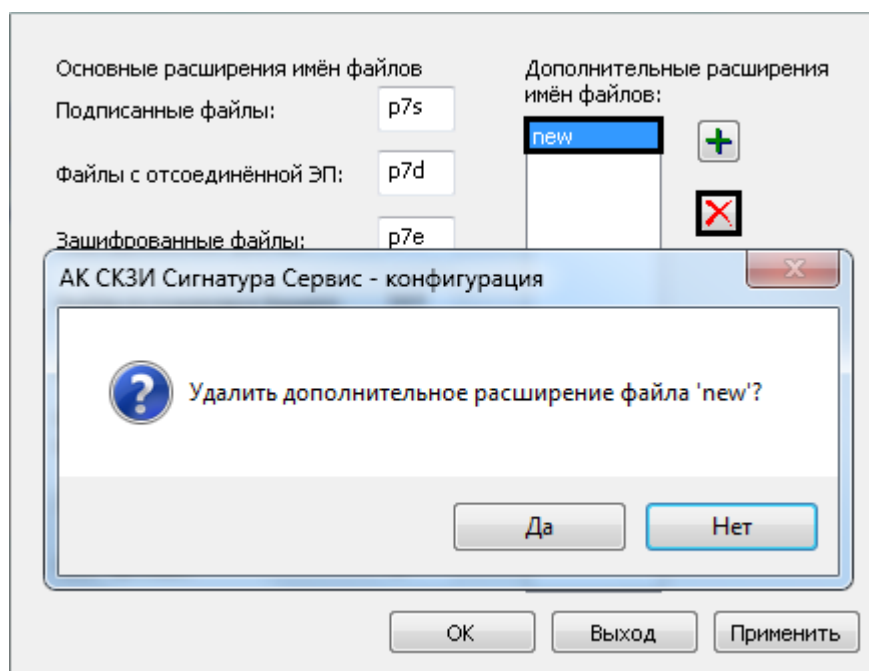 Основные расширения имён файлов
Дополнительные расширения
имён файлов:
Подписанные файлы:
p7s
new
Файлы с отсоединённой ЭП:
p7d
Зашифрованные файлы:
p7e
АК СКЗИ Сигнатура Сервис - конфигурация
Удалить дополнительное расширение файла 'new'?
Да
Нет
ОК
Выход
Применить